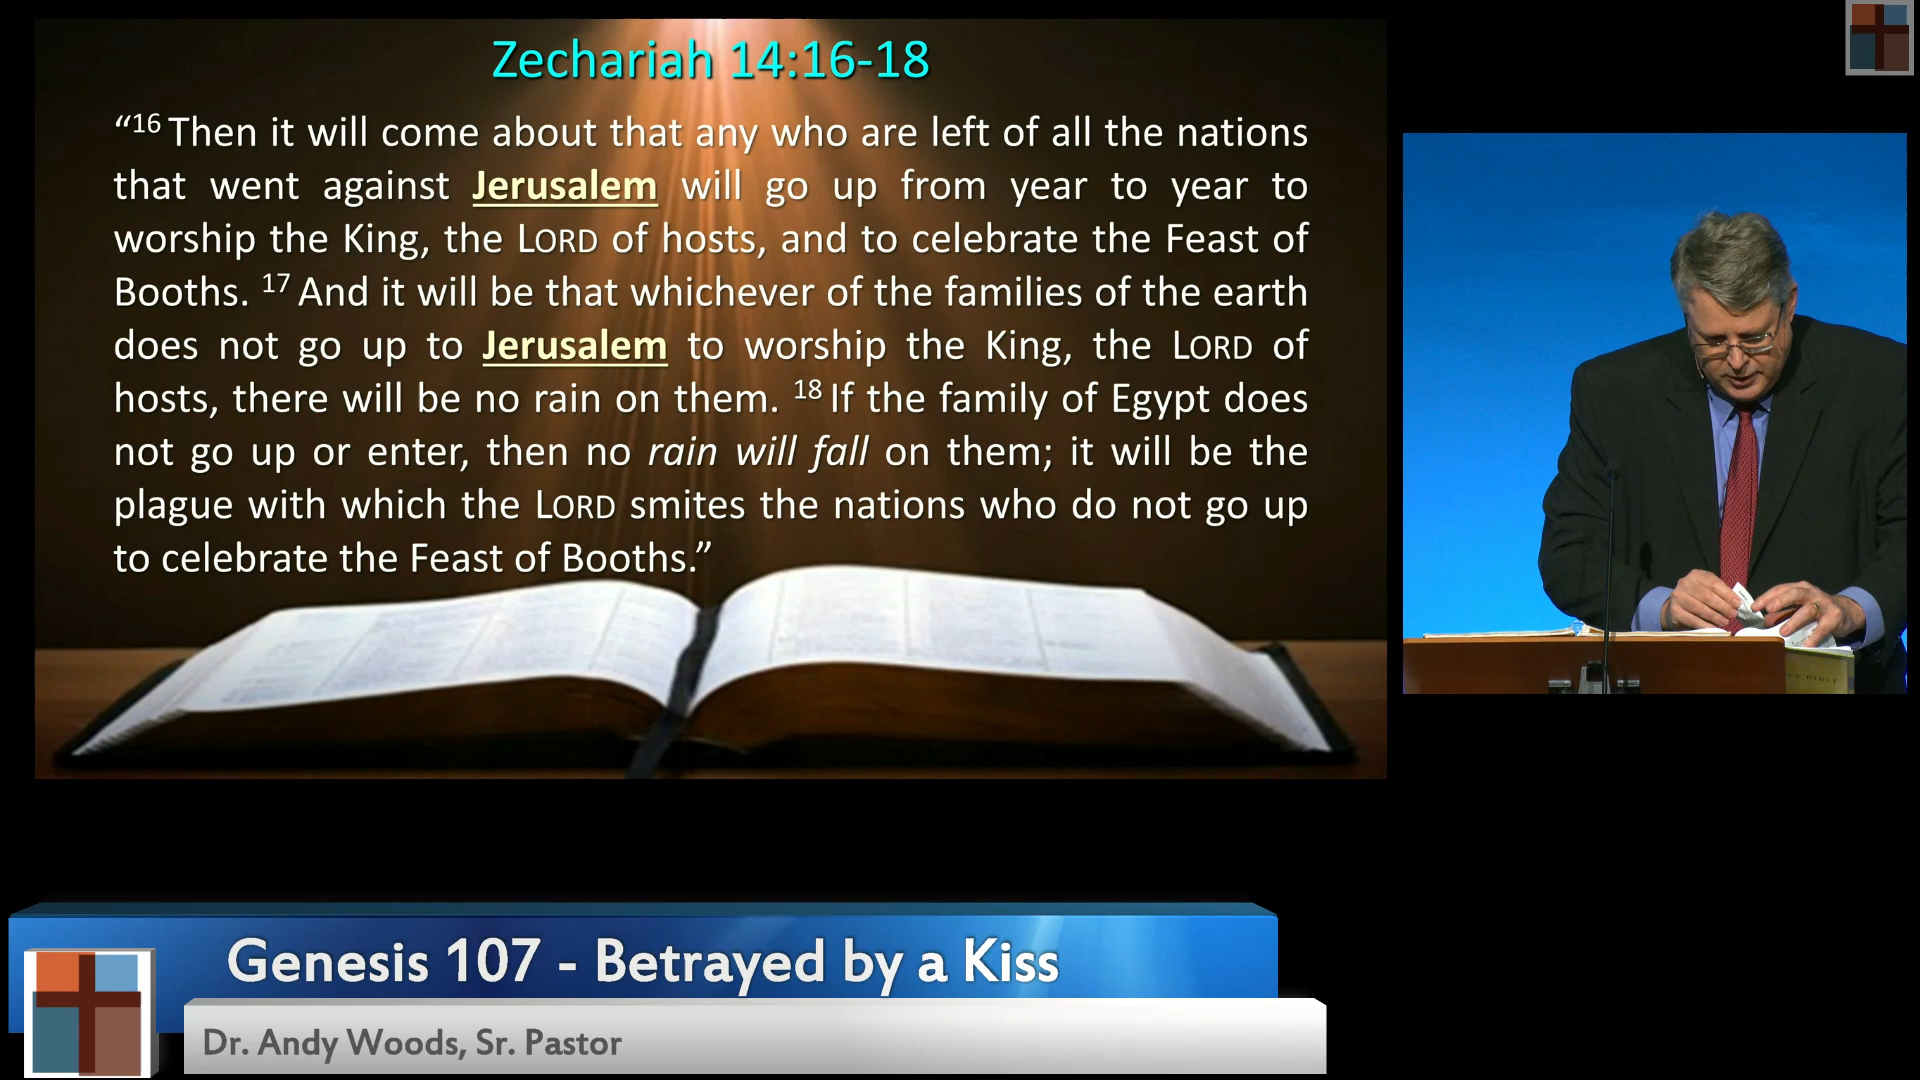 Zechariah 14:16-18
“16 Then it will come about that any who are left of all the nations
that went against Jerusalem will go up from year to year to
worship the King, the LORD of hosts, and to celebrate the Feast of
Booths. 17 And it will be that whichever of the families of the earth
does not go up to Jerusalem to worship the King, the LORD of
hosts, there will be no rain on them. 18 If the family of Egypt does
not go up or enter, then no rain will fall on them; it will be the
plague with which the LORD smites the nations who do not go up
to celebrate the Feast of Booths.”
Genesis 107 - Betrayed by a Kiss
Dr. Andy Woods, Sr. Pastor